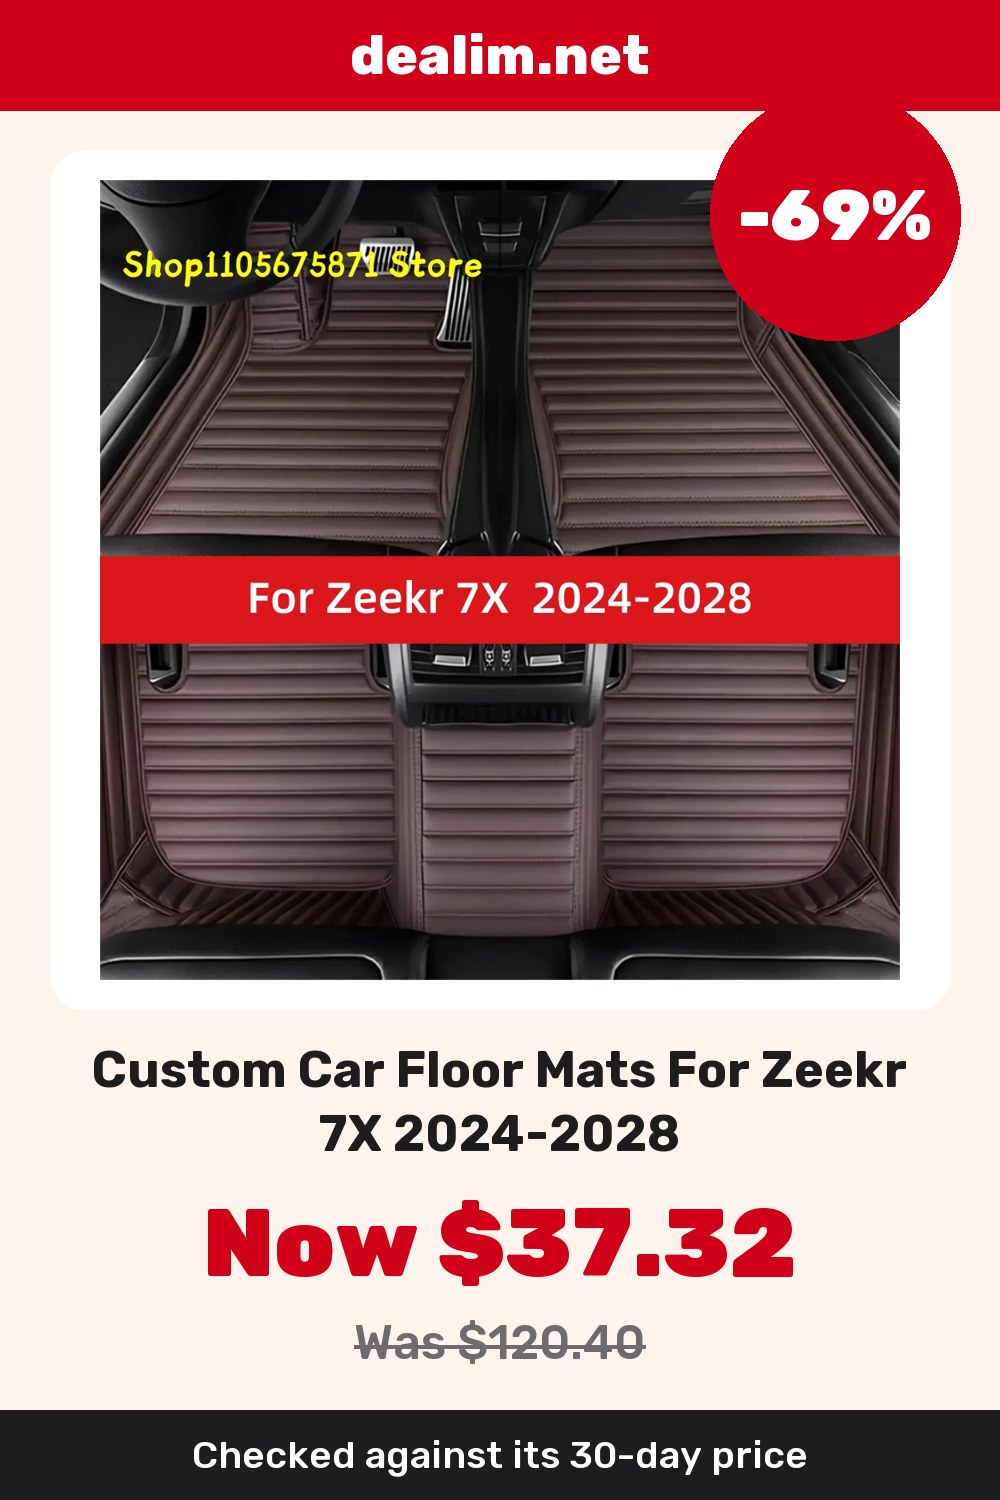 dealim.net
-69%
Shop1105675871 Store
For Zeekr 7X 2024-2028
Custom Car Floor Mats For Zeekr
7X 2024-2028
Now $37.32
Was $120.40
Checked against its 30-day price